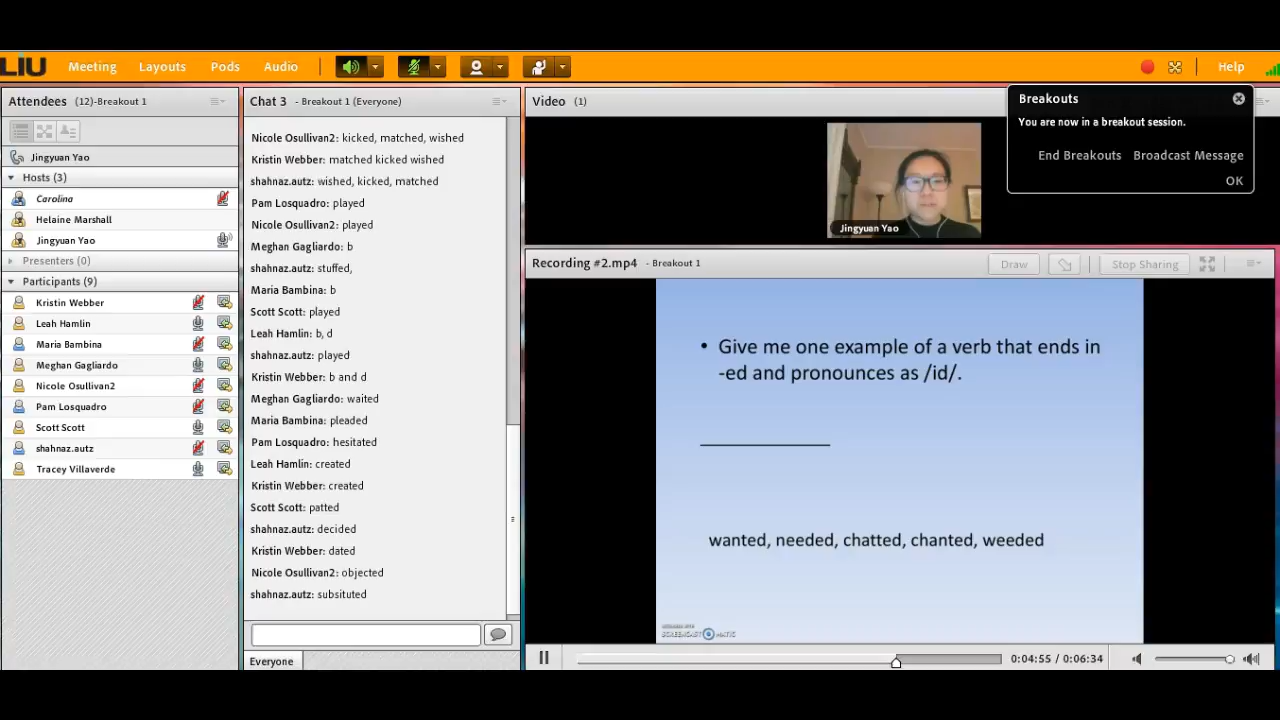 LIU Meeting Layouts Pods Audio Help
Attendees (12)-Breakout 1
Jingyuan Yao
Hosts (3)
Carolina
Helaine Marshall
Jingyuan Yao
Presenters (0)
Participants (9)
Kristin Webber
Leah Hamlin
Maria Bambina
Meghan Gagliardo
Nicole Osullivan2
Pam Losquadro
Scott Scott
shahnaz.autz
Tracey Villaverde
Chat 3 - Breakout 1 (Everyone)
Nicole Osullivan2: kicked, matched, wished
Kristin Webber: matched kicked wished
shahnaz.autz: wished, kicked, matched
Pam Losquadro: played
Nicole Osullivan2: played
Meghan Gagliardo: b
shahnaz.autz: stuffed,
Maria Bambina: b
Scott Scott: played
Leah Hamlin: b, d
shahnaz.autz: played
Kristin Webber: b and d
Meghan Gagliardo: waited
Maria Bambina: pleaded
Pam Losquadro: hesitated
Leah Hamlin: created
Kristin Webber: created
Scott Scott: patted
shahnaz.autz: decided
Kristin Webber: dated
Nicole Osullivan2: objected
shahnaz.autz: subsituted
Everyone
Video (1)
Jingyuan Yao
Breakouts
You are now in a breakout session.
End Breakouts Broadcast Message
OK
Recording #2.mp4 - Breakout 1
Draw Stop Sharing
• Give me one example of a verb that ends in
-ed and pronounces as /id/.
wanted, needed, chatted, chanted, weeded
SCREENCAST MATIC
0:04:55 / 0:06:34